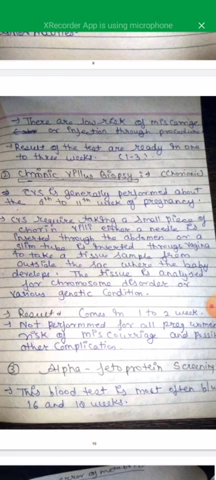 XRecorder App is using microphone
→ There are low risk of miscarriage
or infection through procedure
→ Result of the test are ready in one
to three weeks. (1-3)
② Chronic villus Biopsy :→
→ CVS is generally performed about
the 9th to 11th week of pregnancy.
→ CVS require taking a small piece of
chorin villi either a needle is
inserted through the abdomen or a
slim tube is inserted through vagina
to take a tissue sample from
outside the sac where the baby
develope. The tissue is analysed
for chromosome disorder or
various genetic condition.
→ Result Comes in 1 to 2 week.
→ Not performed for all preg women
risk of miscarriage and
other Complication.
③ Alpha - fetoprotein Screening
→ This blood test is most often b/w
16 and 18 weeks.